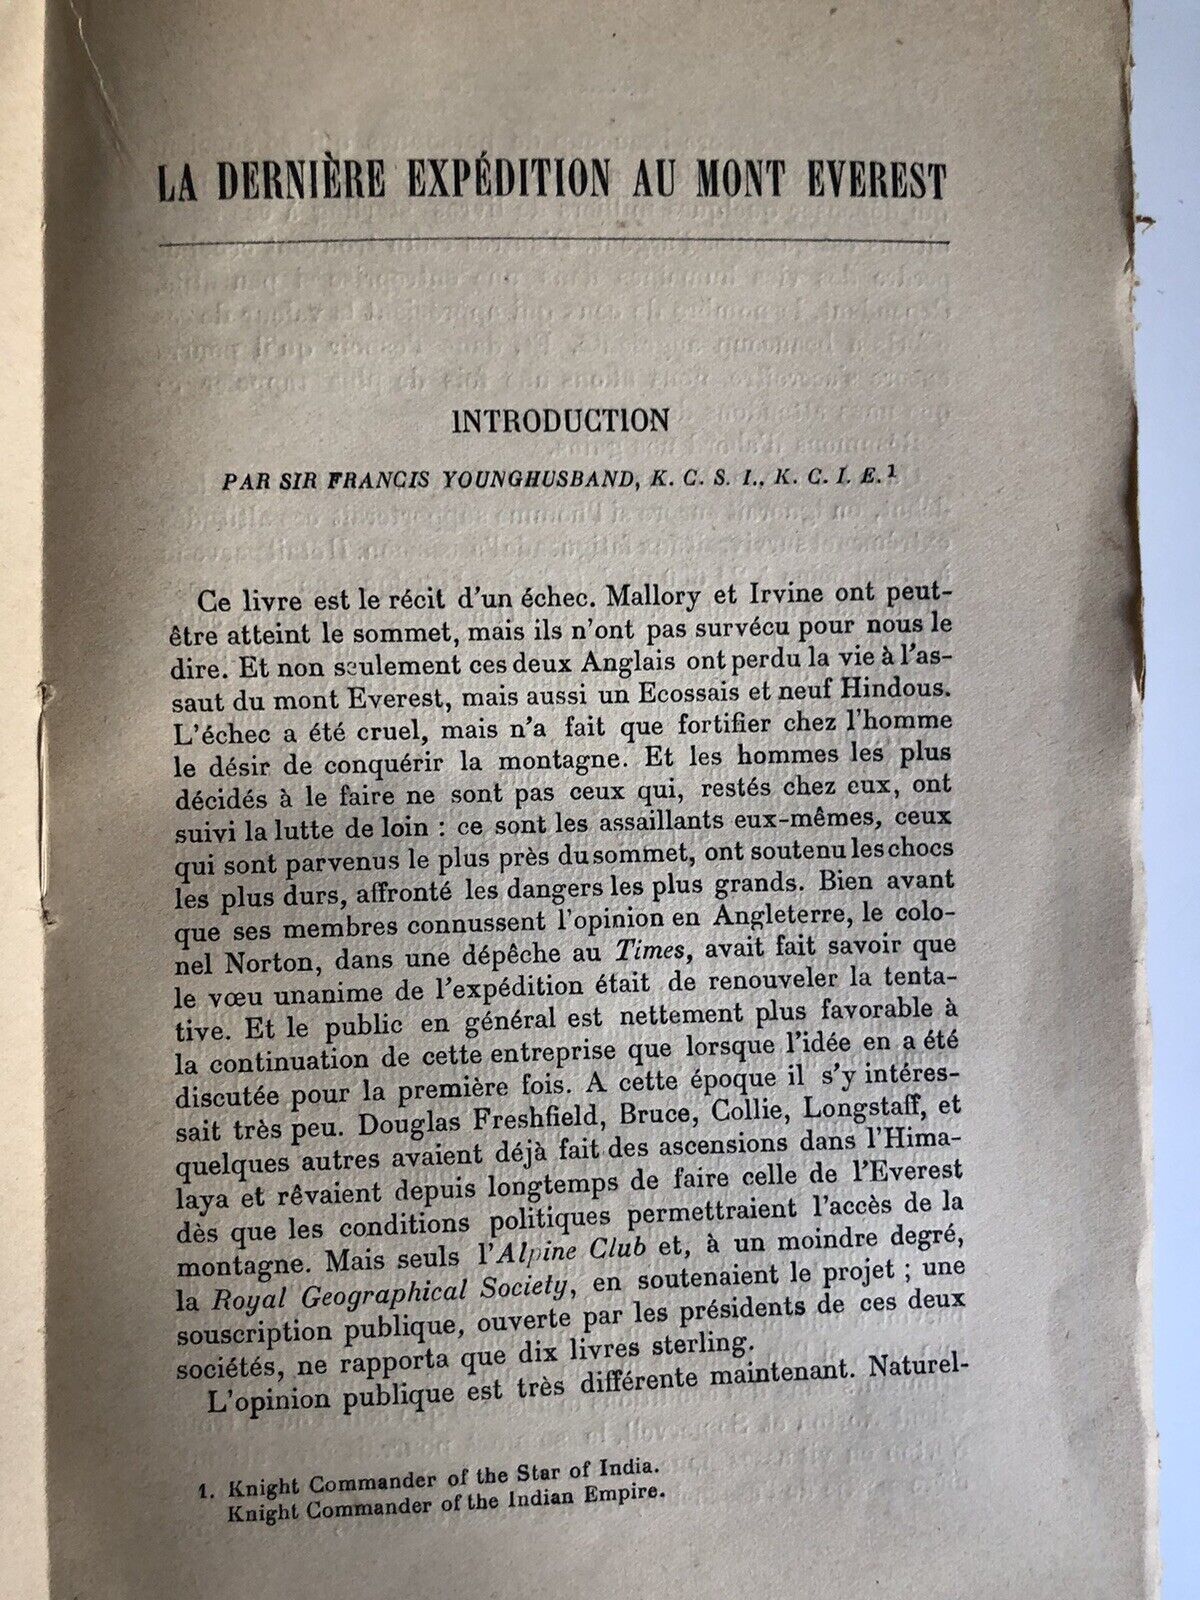 LA DERNIÈRE EXPÉDITION AU MONT EVEREST
INTRODUCTION
PAR SIR FRANCIS YOUNGHUSBAND, K. C. S. I., K. C. I. E.¹
Ce livre est le récit d'un échec. Mallory et Irvine ont peut-
être atteint le sommet, mais ils n'ont pas survécu pour nous le
dire. Et non seulement ces deux Anglais ont perdu la vie à l'as-
saut du mont Everest, mais aussi un Ecossais et neuf Hindous.
L'échec a été cruel, mais n'a fait que fortifier chez l'homme
le désir de conquérir la montagne. Et les hommes les plus
décidés à le faire ne sont pas ceux qui, restés chez eux, ont
suivi la lutte de loin : ce sont les assaillants eux-mêmes, ceux
qui sont parvenus le plus près du sommet, ont soutenu les chocs
les plus durs, affronté les dangers les plus grands. Bien avant
que ses membres connussent l'opinion en Angleterre, le colo-
nel Norton, dans une dépêche au Times, avait fait savoir que
le vœu unanime de l'expédition était de renouveler la tenta-
tive. Et le public en général est nettement plus favorable à
la continuation de cette entreprise que lorsque l'idée en a été
discutée pour la première fois. A cette époque il s'y intéres-
sait très peu. Douglas Freshfield, Bruce, Collie, Longstaff, et
quelques autres avaient déjà fait des ascensions dans l'Hima-
laya et rêvaient depuis longtemps de faire celle de l'Everest
dès que les conditions politiques permettraient l'accès de la
montagne. Mais seuls l'Alpine Club et, à un moindre degré,
la Royal Geographical Society, en soutenaient le projet ; une
souscription publique, ouverte par les présidents de ces deux
sociétés, ne rapporta que dix livres sterling.
L'opinion publique est très différente maintenant. Naturel-
1. Knight Commander of the Star of India.
Knight Commander of the Indian Empire.